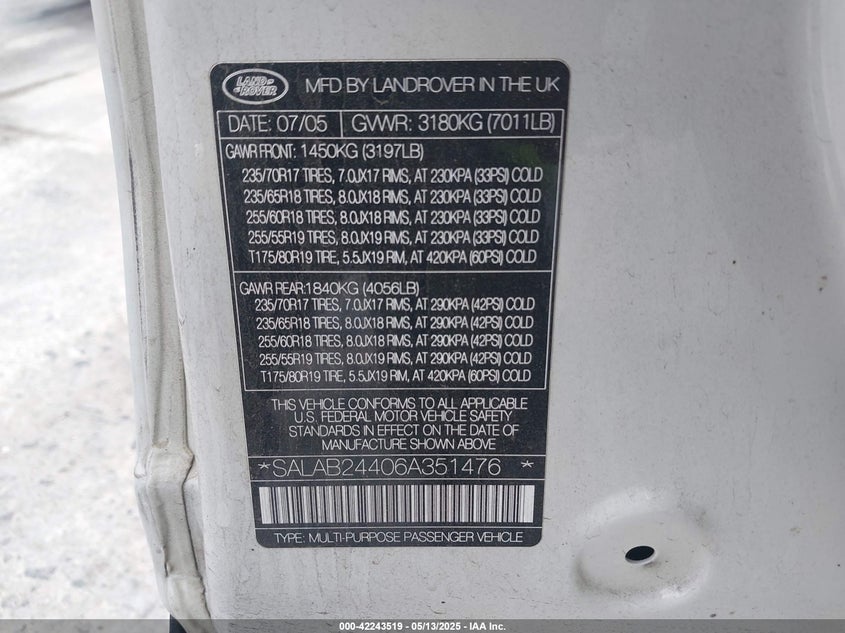 LAND-
ROVER
MFD BY LANDROVER IN THE UK
DATE: 07/05 GVWR: 3180KG (7011LB)
GAWR FRONT: 1450KG (3197LB)
235/70R17 TIRES, 7.0JX17 RIMS, AT 230KPA (33PSI) COLD
235/65R18 TIRES, 8.0JX18 RIMS, AT 230KPA (33PSI) COLD
255/60R18 TIRES, 8.0JX18 RIMS, AT 230KPA (33PSI) COLD
255/55R19 TIRES, 8.0JX19 RIMS, AT 230KPA (33PSI) COLD
T175/80R19 TIRE, 5.5JX19 RIM, AT 420KPA (60PSI) COLD
GAWR REAR: 1840KG (4056LB)
235/70R17 TIRES, 7.0JX17 RIMS, AT 290KPA (42PSI) COLD
235/65R18 TIRES, 8.0JX18 RIMS, AT 290KPA (42PSI) COLD
255/60R18 TIRES, 8.0JX18 RIMS, AT 290KPA (42PSI) COLD
255/55R19 TIRES, 8.0JX19 RIMS, AT 290KPA (42PSI) COLD
T175/80R19 TIRE, 5.5JX19 RIM, AT 420KPA (60PSI) COLD
THIS VEHICLE CONFORMS TO ALL APPLICABLE
U.S. FEDERAL MOTOR VEHICLE SAFETY
STANDARDS IN EFFECT ON THE DATE OF
MANUFACTURE SHOWN ABOVE
*SALAB24406A351476 *
TYPE: MULTI-PURPOSE PASSENGER VEHICLE
000-42243519 - 05/13/2025 - IAA Inc.